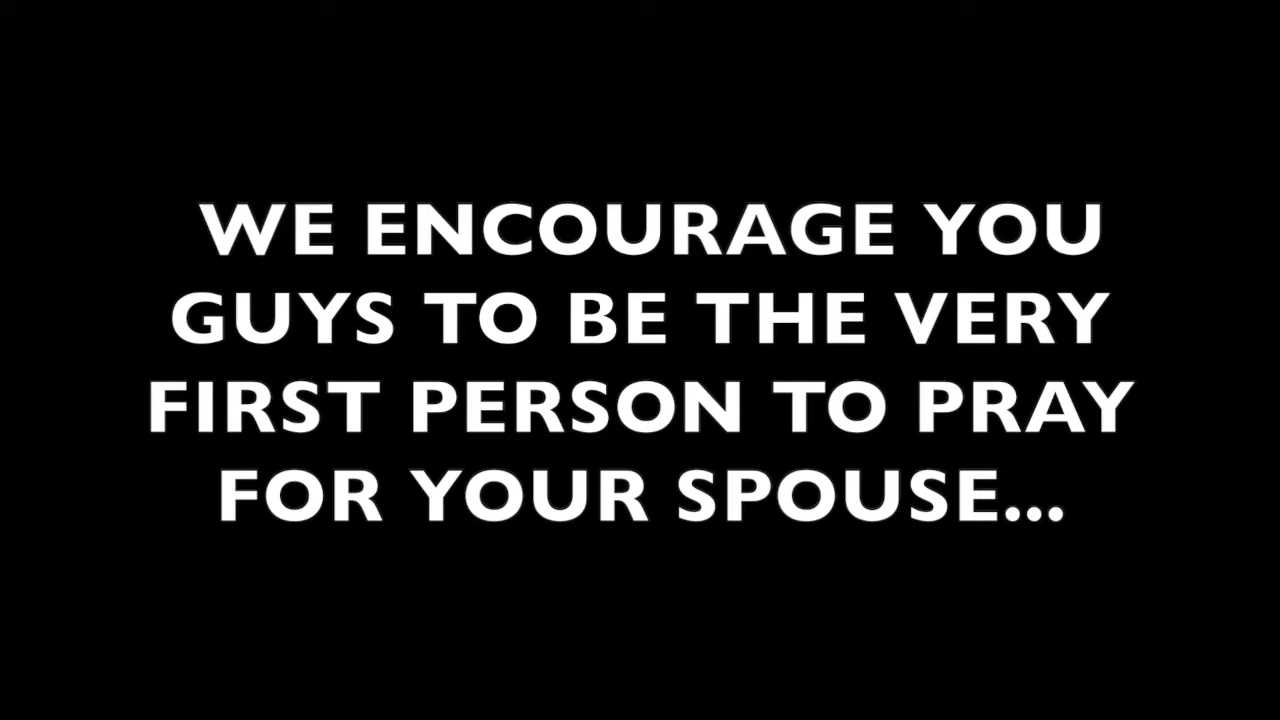 WE ENCOURAGE YOU
GUYS TO BE THE VERY
FIRST PERSON TO PRAY
FOR YOUR SPOUSE...